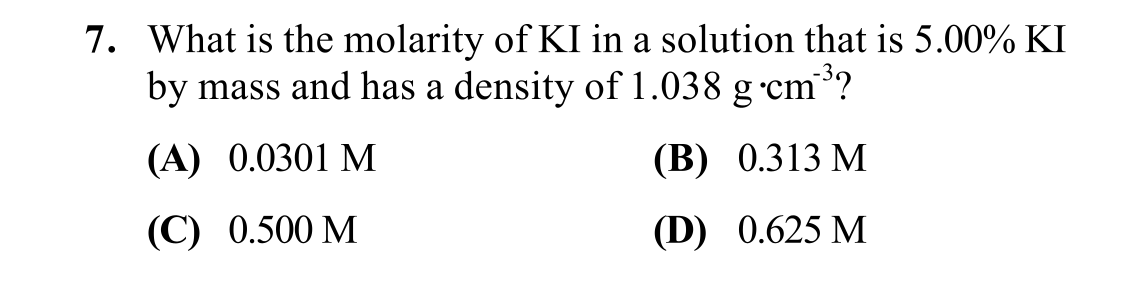 7. What is the molarity of KI in a solution that is 5.00% KI
by mass and has a density of 1.038 g·cm⁻³?
(A) 0.0301 M (B) 0.313 M
(C) 0.500 M (D) 0.625 M